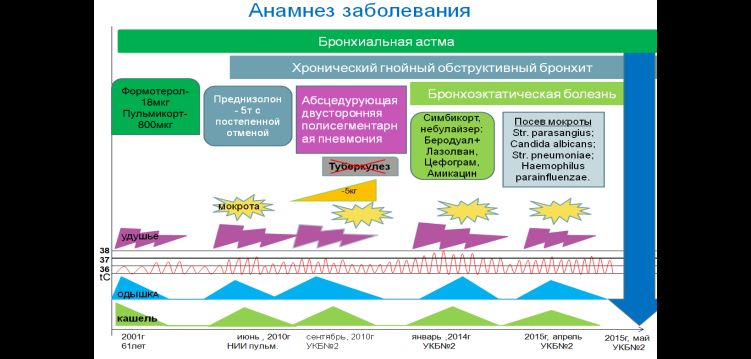 Анамнез заболевания
Бронхиальная астма
Хронический гнойный обструктивный бронхит
Бронхоэктатическая болезнь
Формотерол-
18мкг
Пульмикорт-
800мкг
Преднизолон
- 5т с
постепенной
отменой
Абсцедурующая
двусторонняя
полисегментарн
ая пневмония
Симбикорт,
небулайзер:
Беродуал+
Лазолван,
Цефограм,
Амикацин
Посев мокроты
Str. parasangius;
Candida albicans;
Str. pneumoniae;
Haemophilus
parainfluenzae.
Туберкулез
-5кг
мокрота
удушье
38
37
36
tC
ОДЫШКА
кашель
2001г
61лет
июнь , 2010г
НИИ пульм.
сентябрь, 2010г
УКБ№2
январь ,2014г
УКБ№2
2015г, апрель
УКБ№2
2015г, май
УКБ№2